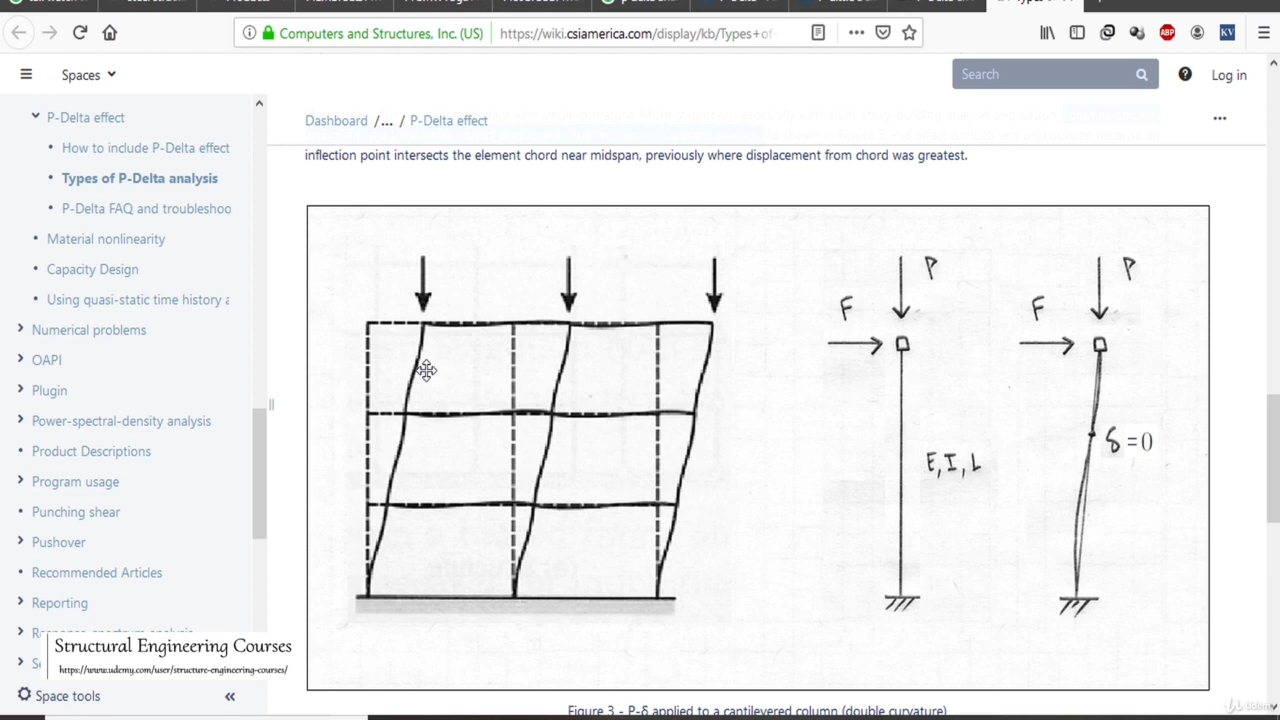 Computers and Structures, Inc. (US)
https://wiki.csiamerica.com/display/kb/Types+of-
ABP
KV
Spaces
Search
Log in
P-Delta effect
How to include P-Delta effect
Types of P-Delta analysis
P-Delta FAQ and troubleshoo
Material nonlinearity
Capacity Design
Using quasi-static time history a
Numerical problems
OAPI
Plugin
Power-spectral-density analysis
Product Descriptions
Program usage
Punching shear
Pushover
Recommended Articles
Reporting
Structural Engineering Courses
https://www.udemy.com/user/structure-engineering-courses/
Space tools
Dashboard /... / P-Delta effect
inflection point intersects the element chord near midspan, previously where displacement from chord was greatest.
P
F
E, I, L
P
F
δ = 0
Figure 3 - P-δ applied to a cantilevered column (double curvature)
Udemy